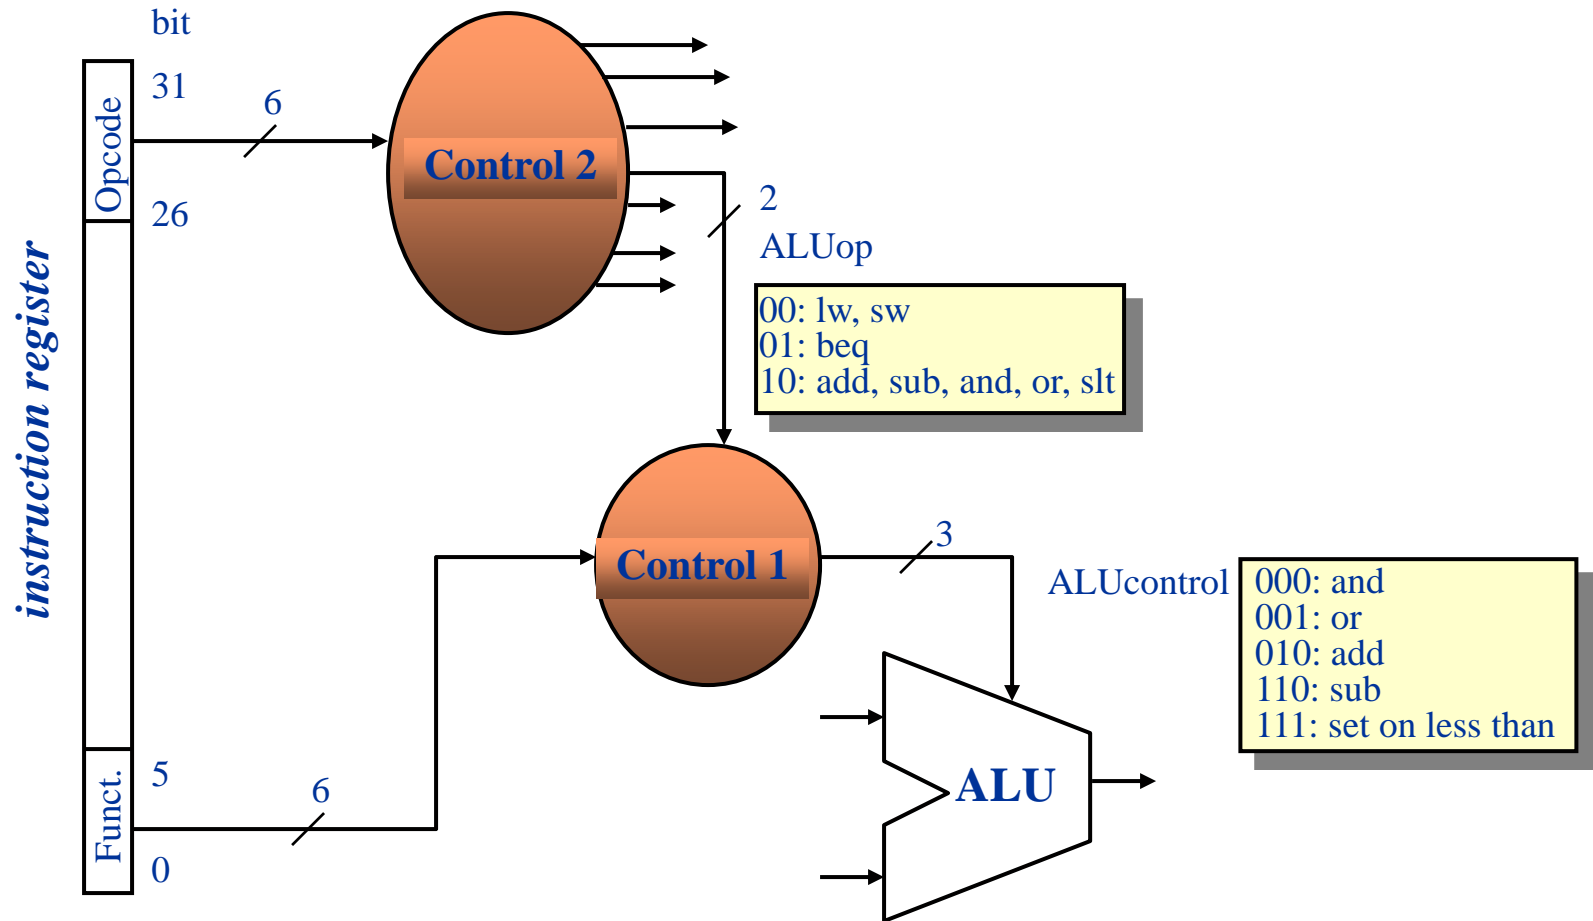 bit
31
Opcode
6
Control 2
26
2
ALUop
instruction register
00: lw, sw
01: beq
10: add, sub, and, or, slt
3
Control 1
ALUcontrol
000: and
001: or
010: add
110: sub
111: set on less than
5
Funct.
6
ALU
0